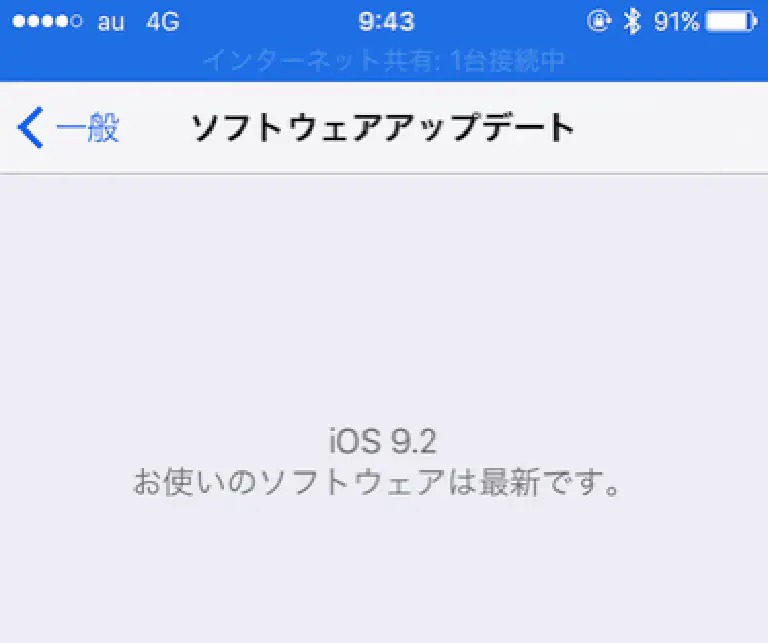 au 4G 9:43 91%
インターネット共有: 1台接続中
一般 ソフトウェアアップデート
iOS 9.2
お使いのソフトウェアは最新です。